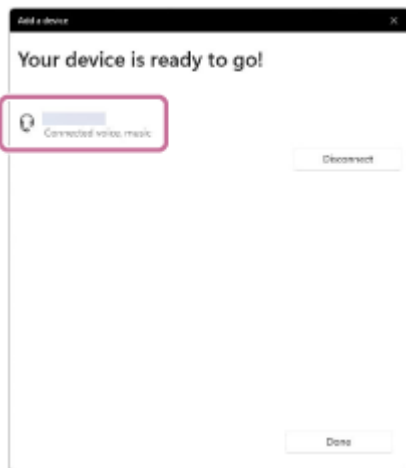 Add a device
Your device is ready to go!
Connected voice, music
Disconnect
Done